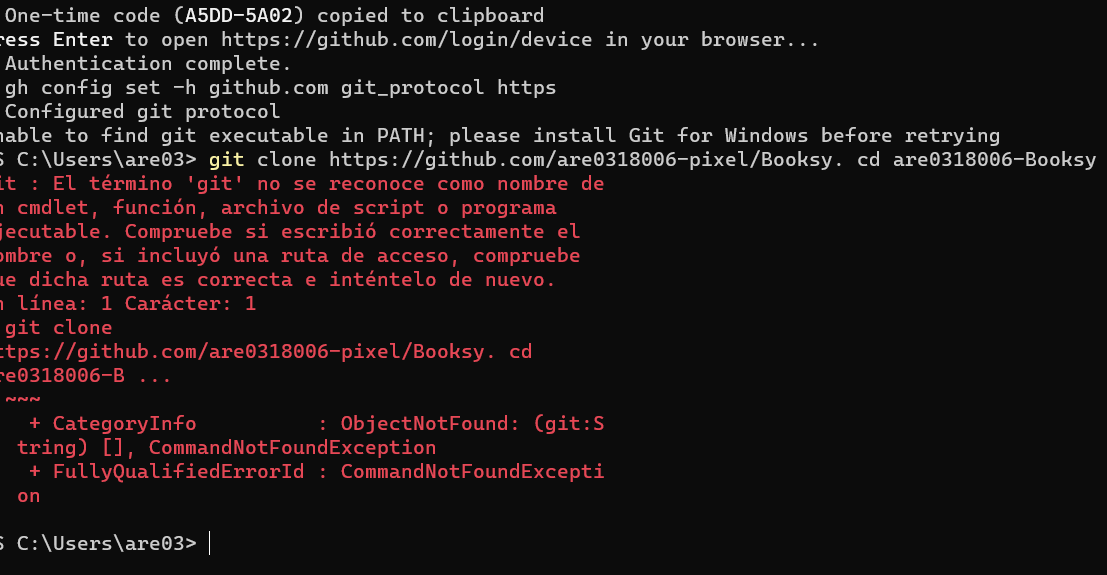 One-time code (A5DD-5A02) copied to clipboard
ress Enter to open https://github.com/login/device in your browser...
Authentication complete.
gh config set -h github.com git_protocol https
Configured git protocol
nable to find git executable in PATH; please install Git for Windows before retrying
S C:\Users\are03> git clone https://github.com/are0318006-pixel/Booksy. cd are0318006-Booksy
it : El término 'git' no se reconoce como nombre de
n cmdlet, función, archivo de script o programa
jecutable. Compruebe si escribió correctamente el
ombre o, si incluyó una ruta de acceso, compruebe
ue dicha ruta es correcta e inténtelo de nuevo.
n línea: 1 Carácter: 1
git clone
ttps://github.com/are0318006-pixel/Booksy. cd
re0318006-B ...
~~~
+ CategoryInfo : ObjectNotFound: (git:S
tring) [], CommandNotFoundException
+ FullyQualifiedErrorId : CommandNotFoundExcepti
on
S C:\Users\are03>